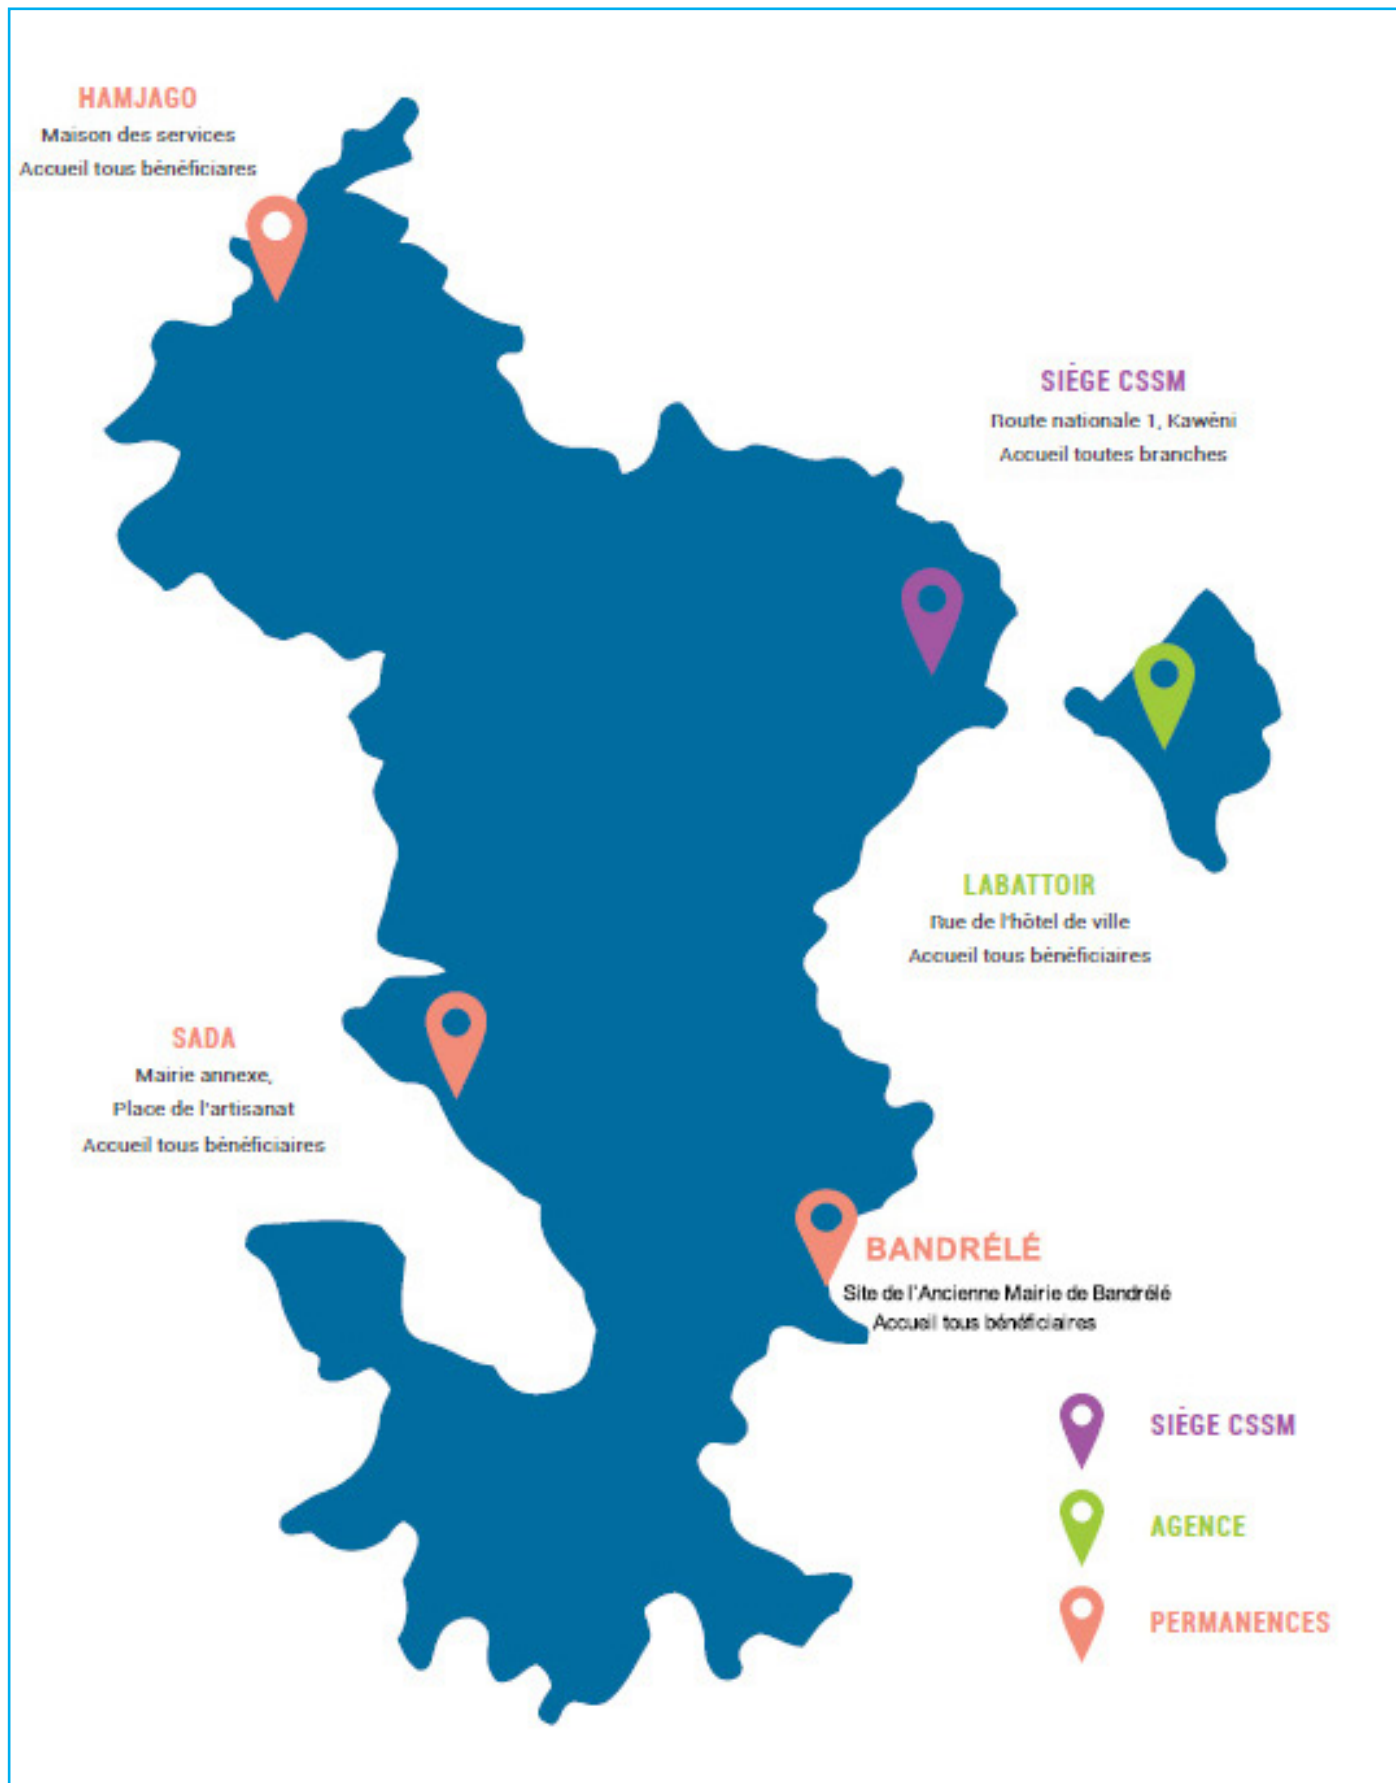 HAMJAGO
Maison des services
Accueil tous bénéficiares
SIÈGE CSSM
Route nationale 1, Kawéni
Accueil toutes branches
LABATTOIR
Rue de l'hôtel de ville
Accueil tous bénéficiaires
SADA
Mairie annexe,
Place de l'artisanat
Accueil tous bénéficiaires
BANDRÉLÉ
Site de l'Ancienne Mairie de Bandrélé
Accueil tous bénéficiaires
SIÈGE CSSM
AGENCE
PERMANENCES